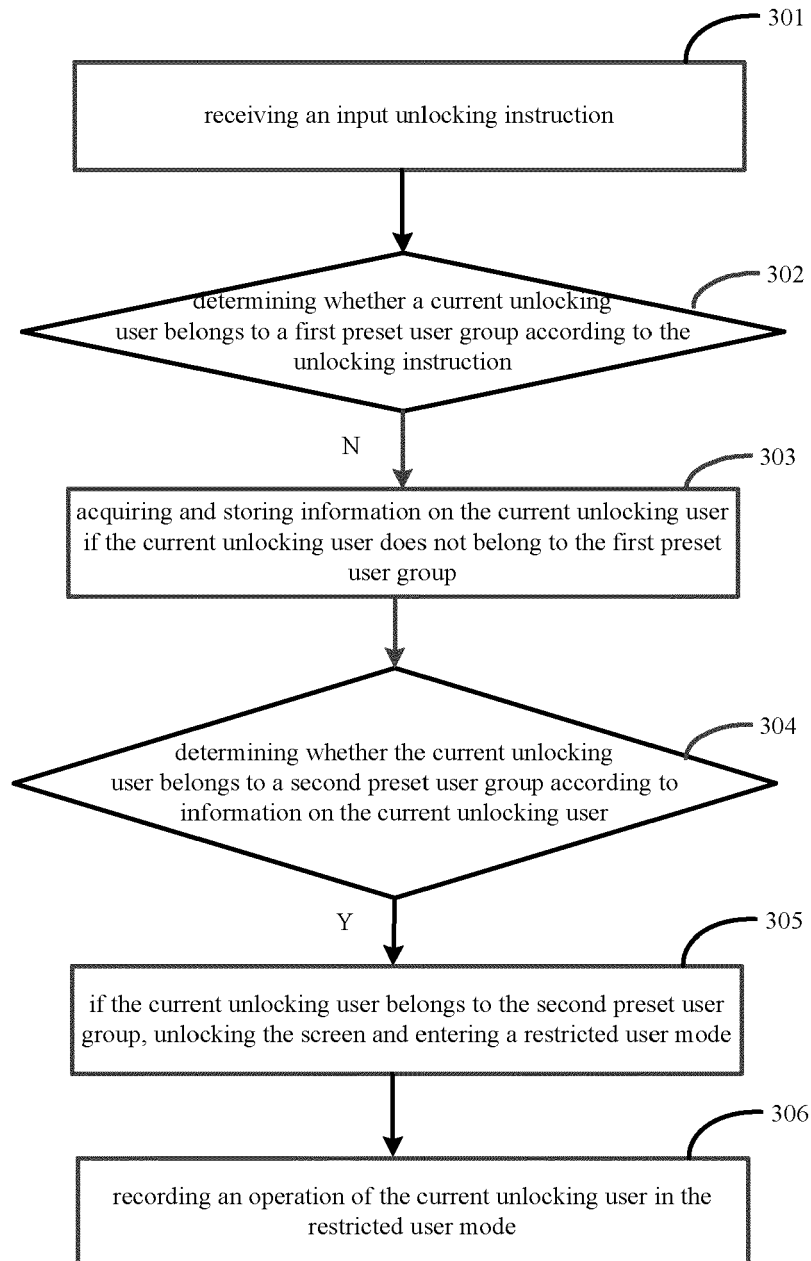 301
receiving an input unlocking instruction
302
determining whether a current unlocking
user belongs to a first preset user group according to the
unlocking instruction
N
303
acquiring and storing information on the current unlocking user
if the current unlocking user does not belong to the first preset
user group
304
determining whether the current unlocking
user belongs to a second preset user group according to
information on the current unlocking user
Y
305
if the current unlocking user belongs to the second preset user
group, unlocking the screen and entering a restricted user mode
306
recording an operation of the current unlocking user in the
restricted user mode